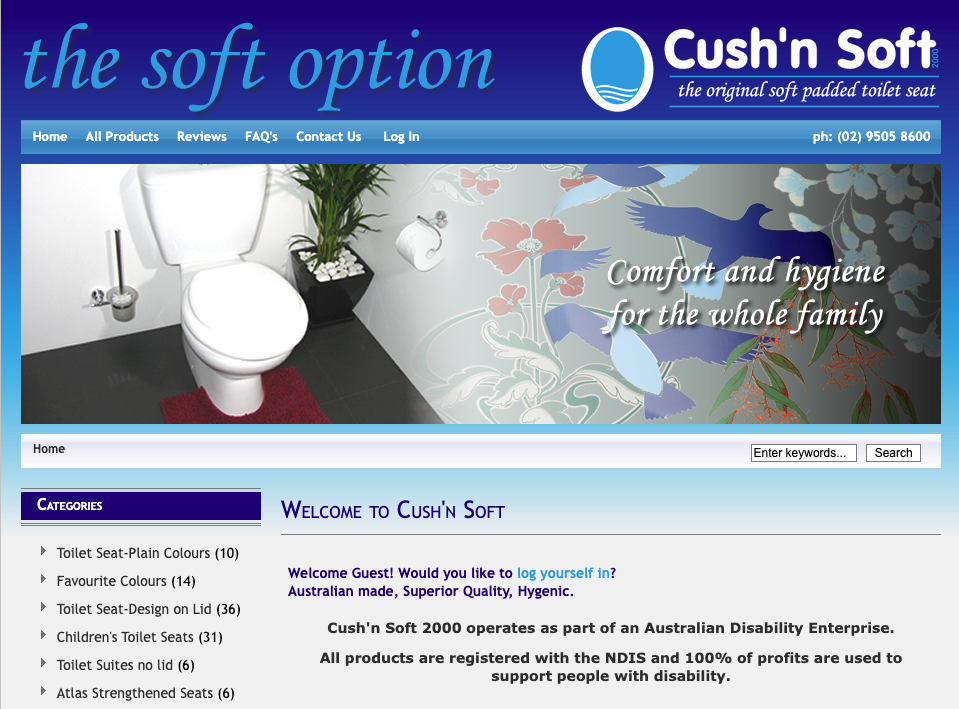 the soft option
Cush'n Soft 2000
the original soft padded toilet seat
Home All Products Reviews FAQ's Contact Us Log In ph: (02) 9505 8600
Comfort and hygiene
for the whole family
Home Enter keywords... Search
Categories
Toilet Seat-Plain Colours (10)
Favourite Colours (14)
Toilet Seat-Design on Lid (36)
Children's Toilet Seats (31)
Toilet Suites no lid (6)
Atlas Strengthened Seats (6)
Welcome to Cush'n Soft
Welcome Guest! Would you like to log yourself in?
Australian made, Superior Quality, Hygenic.
Cush'n Soft 2000 operates as part of an Australian Disability Enterprise.
All products are registered with the NDIS and 100% of profits are used to
support people with disability.